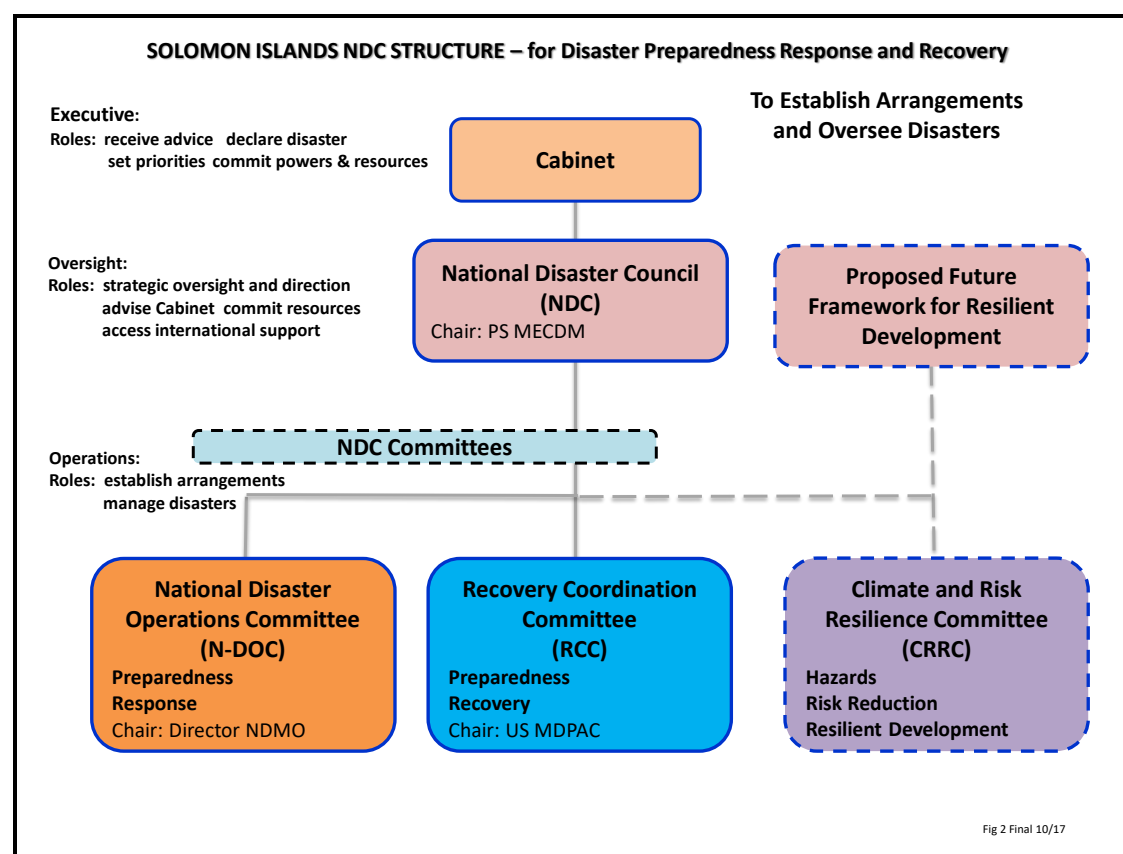 SOLOMON ISLANDS NDC STRUCTURE – for Disaster Preparedness Response and Recovery
To Establish Arrangements
and Oversee Disasters
Executive:
Roles: receive advice declare disaster
set priorities commit powers & resources
Cabinet
Oversight:
Roles: strategic oversight and direction
advise Cabinet commit resources
access international support
National Disaster Council
(NDC)
Chair: PS MECDM
Proposed Future
Framework for Resilient
Development
NDC Committees
Operations:
Roles: establish arrangements
manage disasters
National Disaster
Operations Committee
(N-DOC)
Preparedness
Response
Chair: Director NDMO
Recovery Coordination
Committee
(RCC)
Preparedness
Recovery
Chair: US MDPAC
Climate and Risk
Resilience Committee
(CRRC)
Hazards
Risk Reduction
Resilient Development
Fig 2 Final 10/17